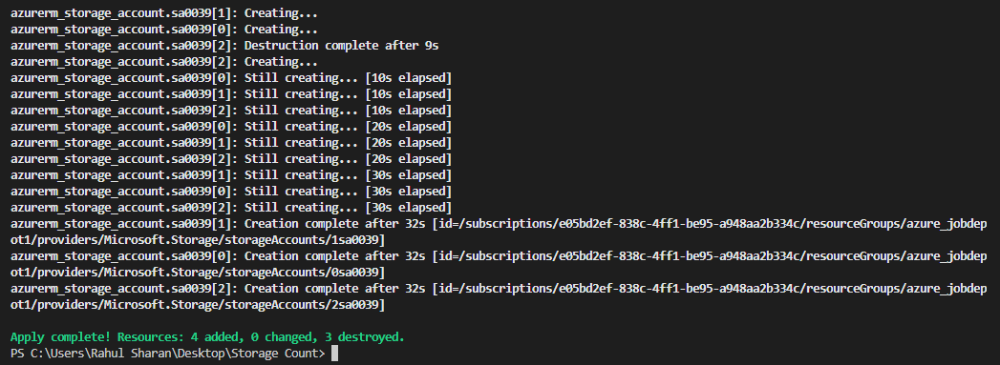 azurerm_storage_account.sa0039[1]: Creating...
azurerm_storage_account.sa0039[0]: Creating...
azurerm_storage_account.sa0039[2]: Destruction complete after 9s
azurerm_storage_account.sa0039[2]: Creating...
azurerm_storage_account.sa0039[0]: Still creating... [10s elapsed]
azurerm_storage_account.sa0039[1]: Still creating... [10s elapsed]
azurerm_storage_account.sa0039[2]: Still creating... [10s elapsed]
azurerm_storage_account.sa0039[0]: Still creating... [20s elapsed]
azurerm_storage_account.sa0039[1]: Still creating... [20s elapsed]
azurerm_storage_account.sa0039[2]: Still creating... [20s elapsed]
azurerm_storage_account.sa0039[1]: Still creating... [30s elapsed]
azurerm_storage_account.sa0039[0]: Still creating... [30s elapsed]
azurerm_storage_account.sa0039[2]: Still creating... [30s elapsed]
azurerm_storage_account.sa0039[1]: Creation complete after 32s [id=/subscriptions/e05bd2ef-838c-4ff1-be95-a948aa2b334c/resourceGroups/azure_jobdep
ot1/providers/Microsoft.Storage/storageAccounts/1sa0039]
azurerm_storage_account.sa0039[0]: Creation complete after 32s [id=/subscriptions/e05bd2ef-838c-4ff1-be95-a948aa2b334c/resourceGroups/azure_jobdep
ot1/providers/Microsoft.Storage/storageAccounts/0sa0039]
azurerm_storage_account.sa0039[2]: Creation complete after 32s [id=/subscriptions/e05bd2ef-838c-4ff1-be95-a948aa2b334c/resourceGroups/azure_jobdep
ot1/providers/Microsoft.Storage/storageAccounts/2sa0039]
Apply complete! Resources: 4 added, 0 changed, 3 destroyed.
PS C:\Users\Rahul Sharan\Desktop\Storage Count>